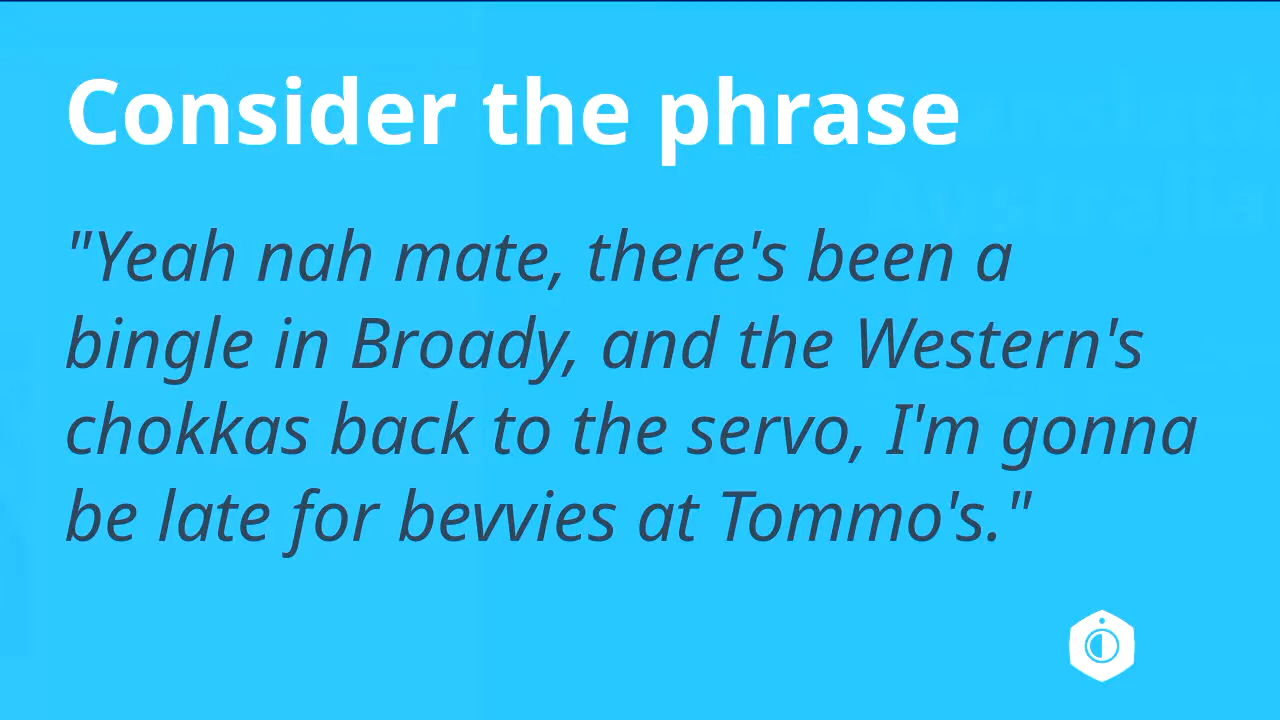 Consider the phrase
"Yeah nah mate, there's been a
bingle in Broady, and the Western's
chokkas back to the servo, I'm gonna
be late for bevvies at Tommo's."